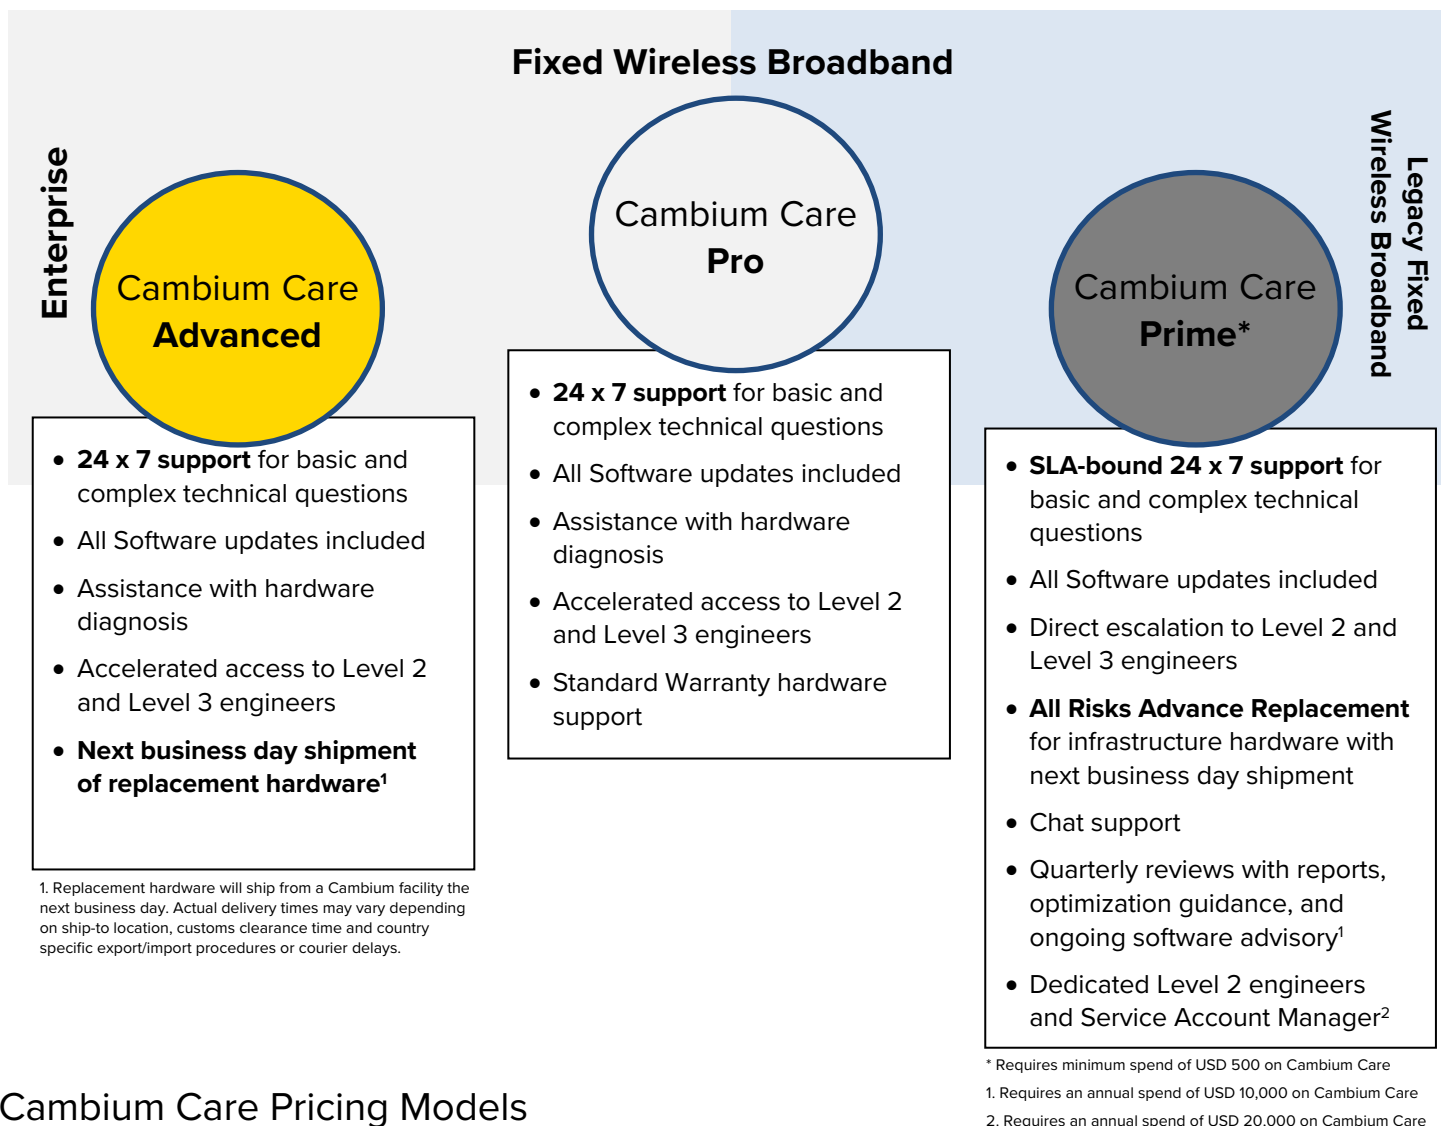 Fixed Wireless Broadband
Enterprise
Cambium Care
Advanced
• 24 x 7 support for basic and
complex technical questions
• All Software updates included
• Assistance with hardware
diagnosis
• Accelerated access to Level 2
and Level 3 engineers
• Next business day shipment
of replacement hardware¹
1. Replacement hardware will ship from a Cambium facility the
next business day. Actual delivery times may vary depending
on ship-to location, customs clearance time and country
specific export/import procedures or courier delays.
Cambium Care
Pro
• 24 x 7 support for basic and
complex technical questions
• All Software updates included
• Assistance with hardware
diagnosis
• Accelerated access to Level 2
and Level 3 engineers
• Standard Warranty hardware
support
Legacy Fixed
Wireless Broadband
Cambium Care
Prime*
• SLA-bound 24 x 7 support for
basic and complex technical
questions
• All Software updates included
• Direct escalation to Level 2 and
Level 3 engineers
• All Risks Advance Replacement
for infrastructure hardware with
next business day shipment
• Chat support
• Quarterly reviews with reports,
optimization guidance, and
ongoing software advisory¹
• Dedicated Level 2 engineers
and Service Account Manager²
* Requires minimum spend of USD 500 on Cambium Care
1. Requires an annual spend of USD 10,000 on Cambium Care
2. Requires an annual spend of USD 20,000 on Cambium Care
Cambium Care Pricing Models